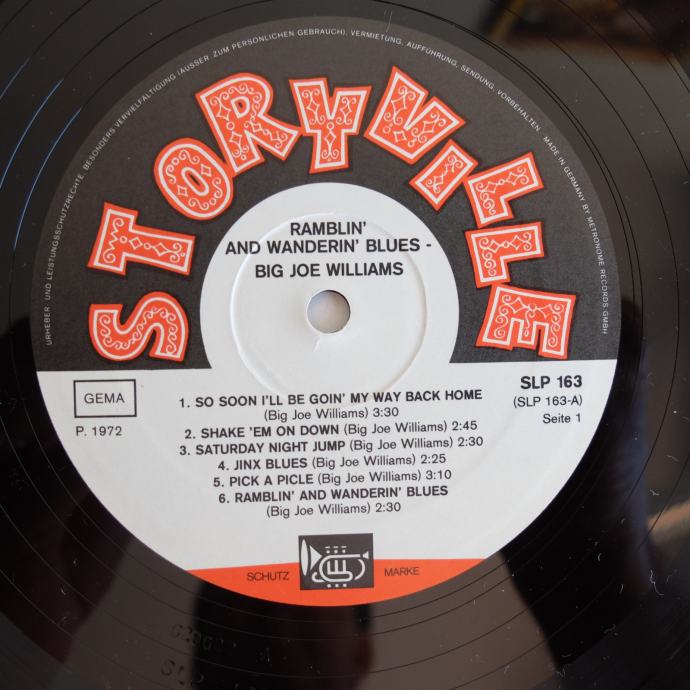 URHEBER UND LEISTUNGSSCHUTZRECHTE, BESONDERS VERVIELFÄLTIGUNG (AUSSER ZUM PERSÖNLICHEN GEBRAUCH), VERMIETUNG, AUFFÜHRUNG, SENDUNG, VORBEHALTEN. MADE IN GERMANY BY METRONOME RECORDS GMBH
STORYVILLE
RAMBLIN'
AND WANDERIN' BLUES -
BIG JOE WILLIAMS
GEMA
P. 1972
SLP 163
(SLP 163-A)
Seite 1
1. SO SOON I'LL BE GOIN' MY WAY BACK HOME
(Big Joe Williams) 3:30
2. SHAKE 'EM ON DOWN (Big Joe Williams) 2:45
3. SATURDAY NIGHT JUMP (Big Joe Williams) 2:30
4. JINX BLUES (Big Joe Williams) 2:25
5. PICK A PICLE (Big Joe Williams) 3:10
6. RAMBLIN' AND WANDERIN' BLUES
(Big Joe Williams) 2:30
SCHUTZ MARKE